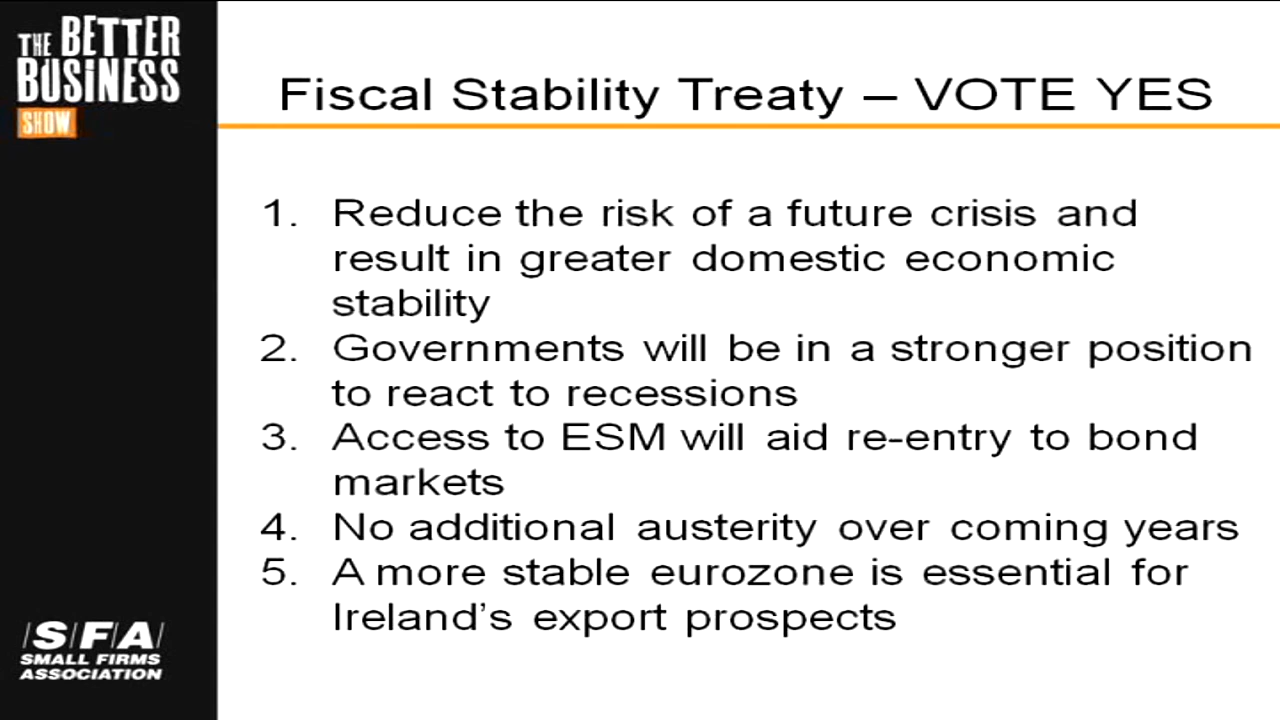 THE BETTER
BUSINESS
SHOW
Fiscal Stability Treaty – VOTE YES
1. Reduce the risk of a future crisis and
result in greater domestic economic
stability
2. Governments will be in a stronger position
to react to recessions
3. Access to ESM will aid re-entry to bond
markets
4. No additional austerity over coming years
5. A more stable eurozone is essential for
Ireland's export prospects
|S|F|A|
SMALL FIRMS
ASSOCIATION